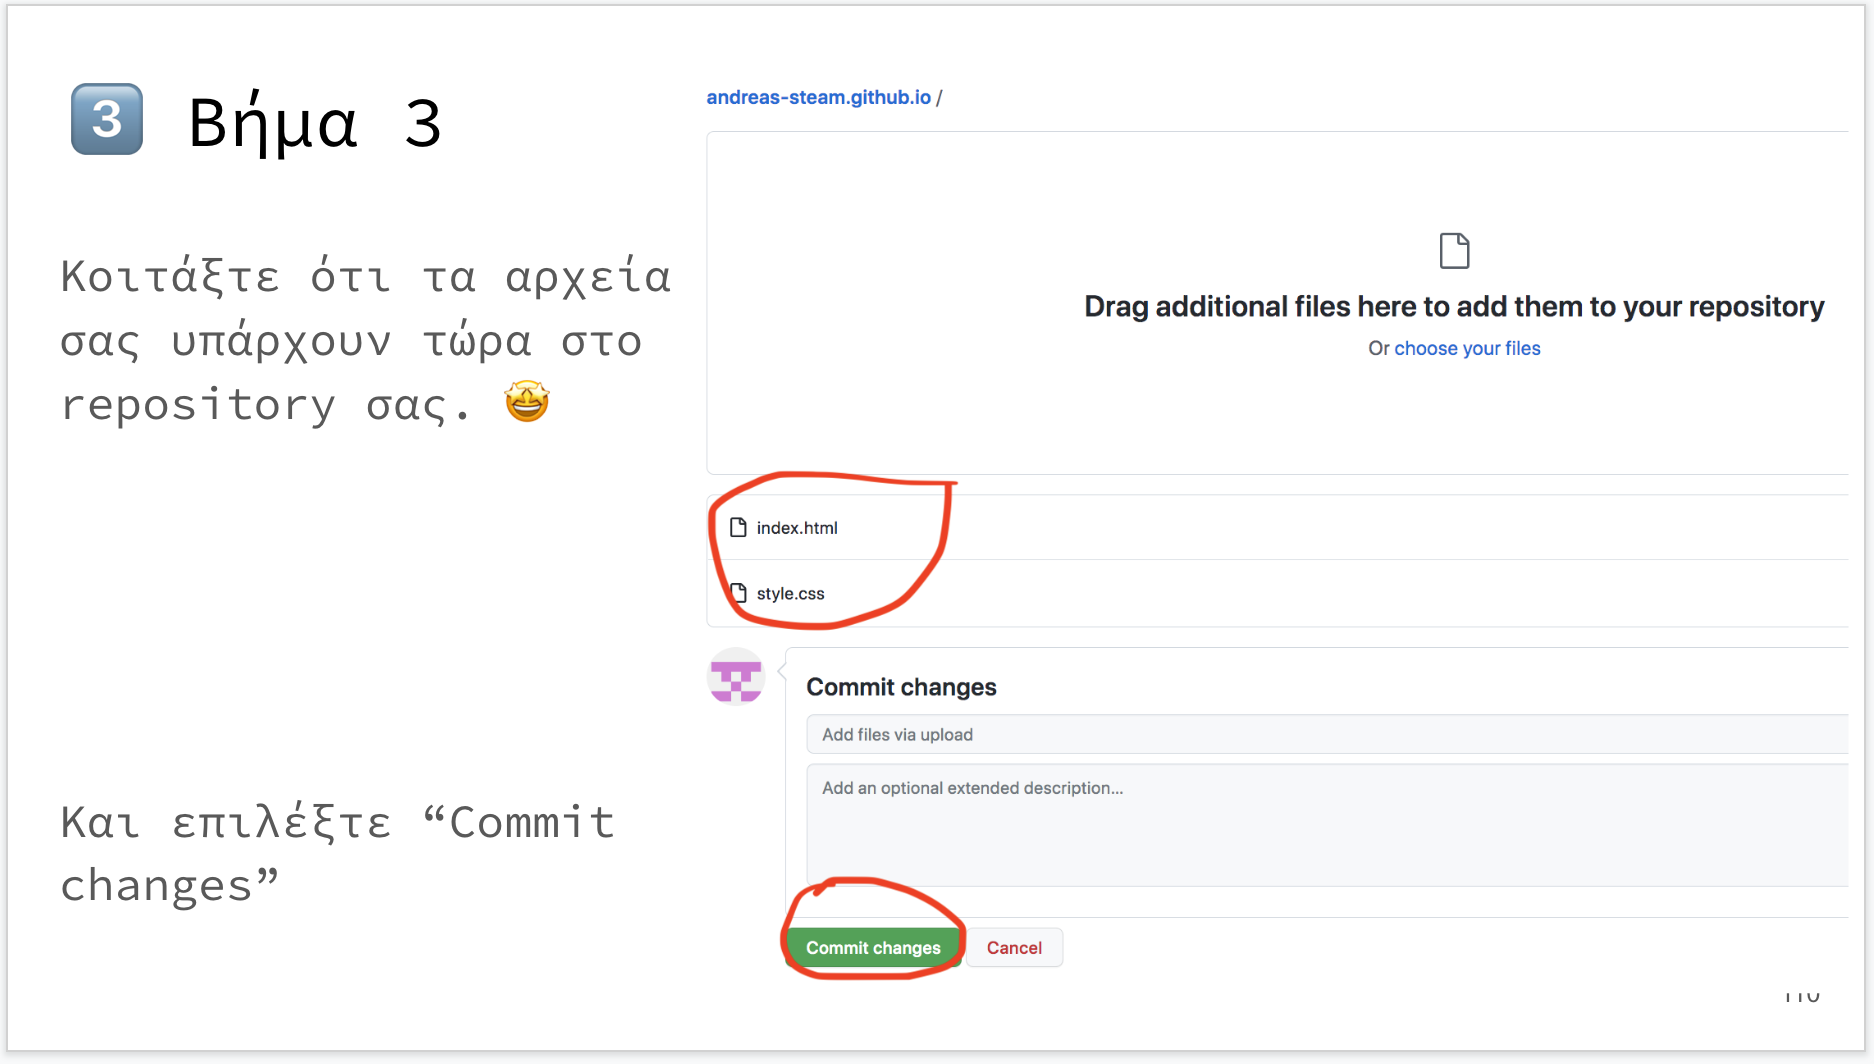 3 Βήμα 3
Κοιτάξτε ότι τα αρχεία
σας υπάρχουν τώρα στο
repository σας. 🤩
Και επιλέξτε “Commit
changes”
andreas-steam.github.io /
Drag additional files here to add them to your repository
Or choose your files
index.html
style.css
Commit changes
Add files via upload
Add an optional extended description...
Commit changes
Cancel